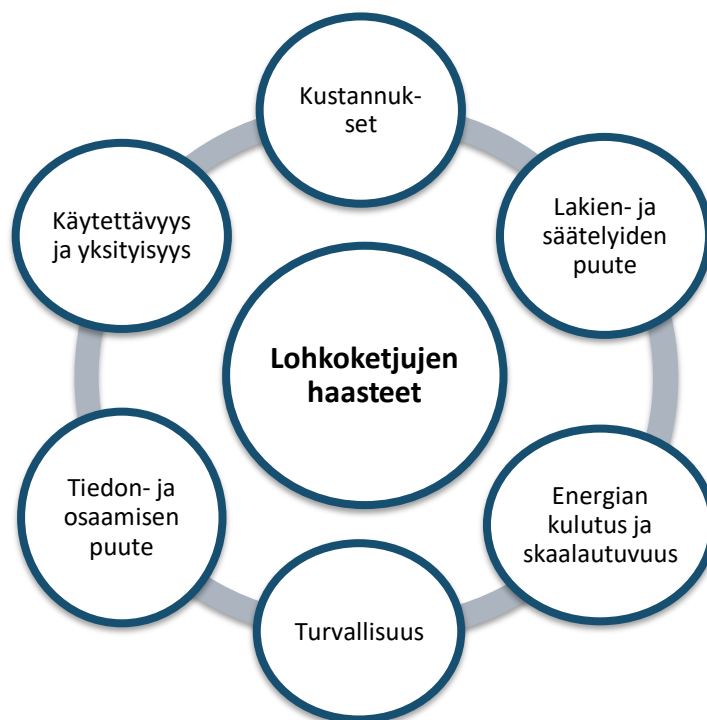 Kustannuk-
set
Lakien- ja
säätelyiden
puute
Energian
kulutus ja
skaalautuvuus
Turvallisuus
Tiedon- ja
osaamisen
puute
Käytettävyys
ja yksityisyys
Lohkoketjujen
haasteet